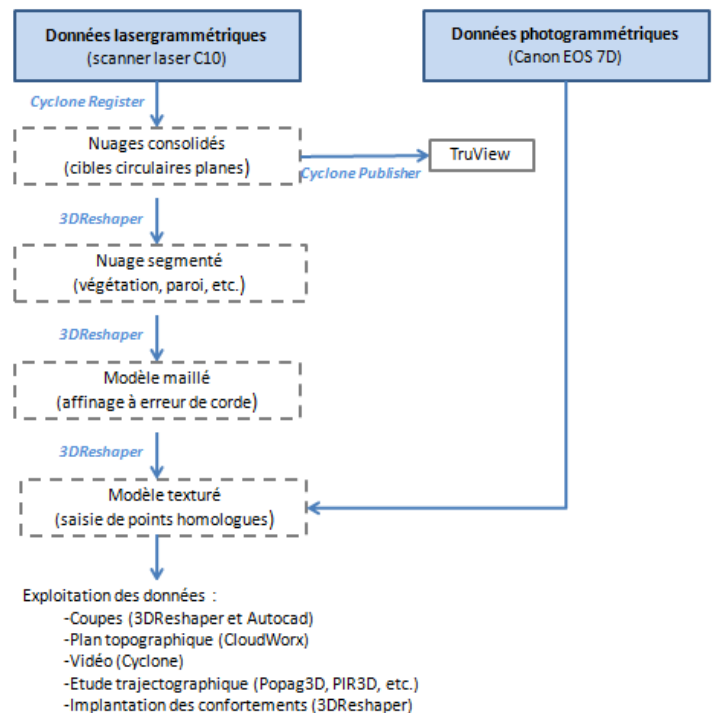 Données lasergrammétriques
(scanner laser C10)
Données photogrammétriques
(Canon EOS 7D)
Cyclone Register
Nuages consolidés
(cibles circulaires planes)
TruView
Cyclone Publisher
3DReshaper
Nuage segmenté
(végétation, paroi, etc.)
3DReshaper
Modèle maillé
(affinage à erreur de corde)
3DReshaper
Modèle texturé
(saisie de points homologues)
Exploitation des données :
-Coupes (3DReshaper et Autocad)
-Plan topographique (CloudWorx)
-Vidéo (Cyclone)
-Etude trajectographique (Popag3D, PIR3D, etc.)
-Implantation des confortements (3DReshaper)